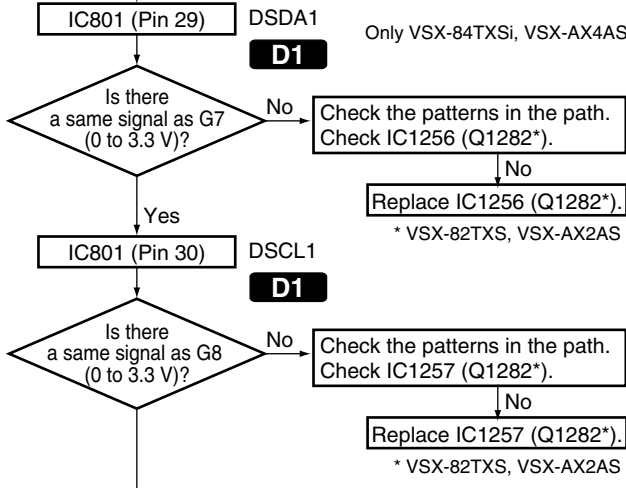 IC801 (Pin 29)
DSDA1
Only VSX-84TXSi, VSX-AX4AS
D1
Is there
a same signal as G7
(0 to 3.3 V)?
No
Check the patterns in the path.
Check IC1256 (Q1282*).
No
Replace IC1256 (Q1282*).
* VSX-82TXS, VSX-AX2AS
Yes
IC801 (Pin 30)
DSCL1
D1
Is there
a same signal as G8
(0 to 3.3 V)?
No
Check the patterns in the path.
Check IC1257 (Q1282*).
No
Replace IC1257 (Q1282*).
* VSX-82TXS, VSX-AX2AS